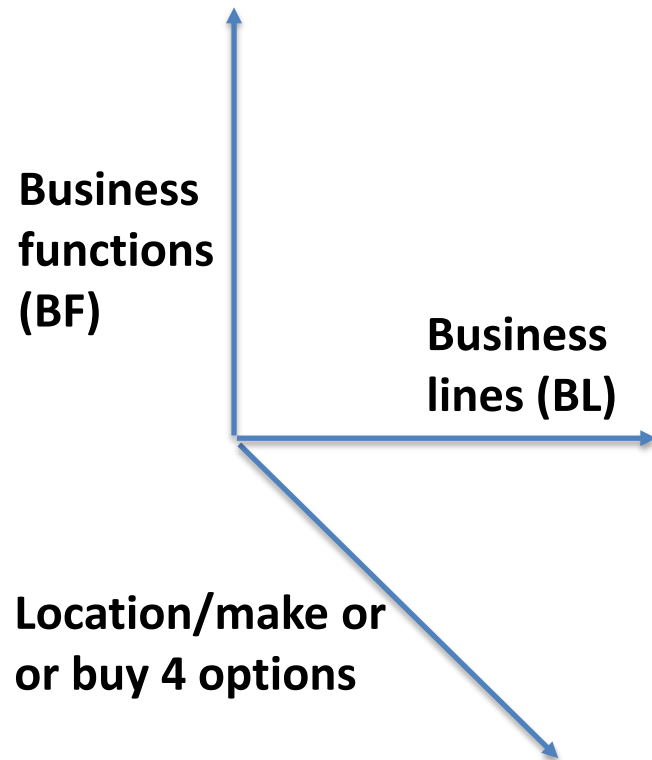 Business
functions
(BF)
Business
lines (BL)
Location/make or
or buy 4 options